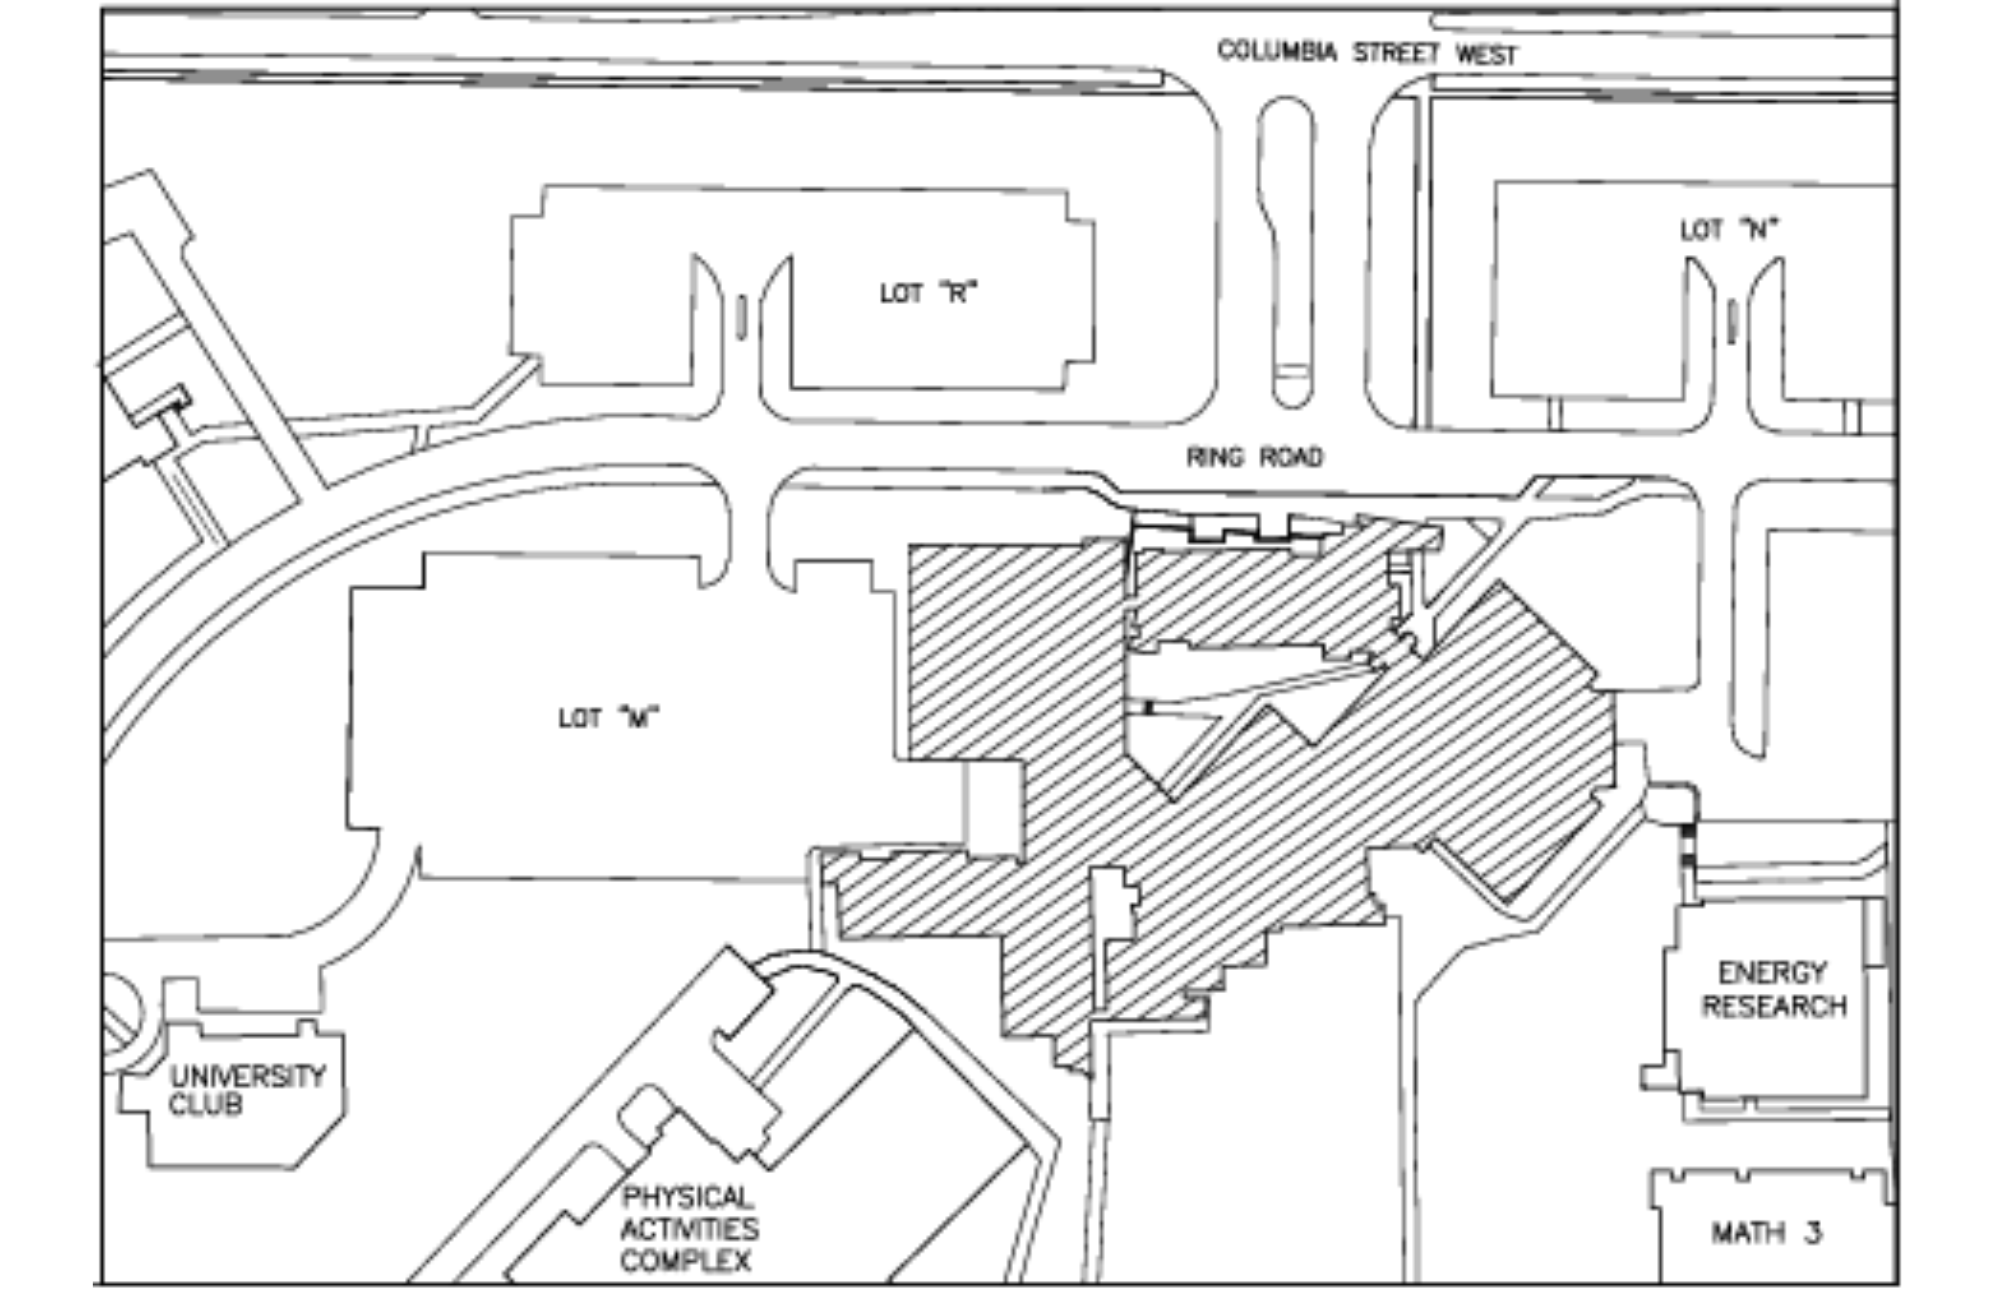 COLUMBIA STREET WEST
LOT "N"
LOT "R"
RING ROAD
LOT "M"
ENERGY
RESEARCH
UNIVERSITY
CLUB
PHYSICAL
ACTIVITIES
COMPLEX
MATH 3